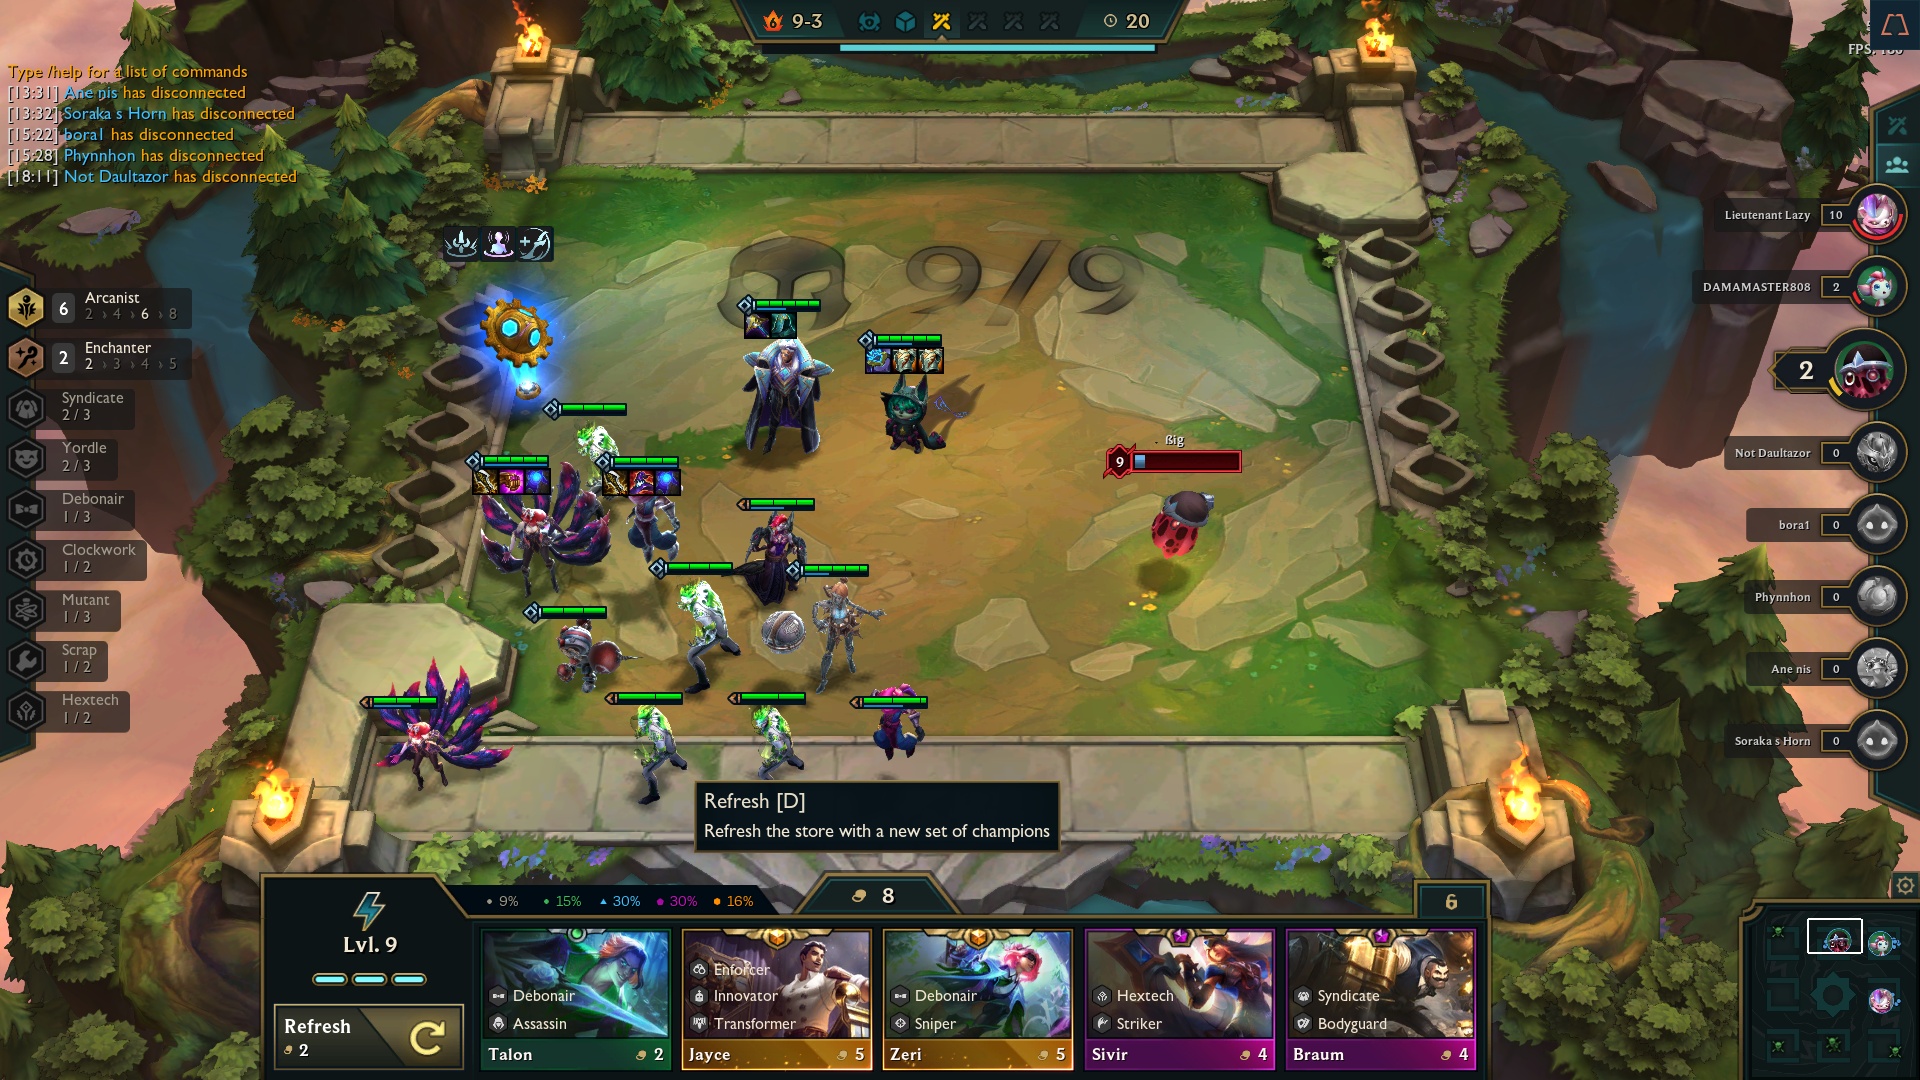 9-3
20
FPS:
Type /help for a list of commands
[13:31] Ane nis has disconnected
[13:32] Soraka s Horn has disconnected
[15:22] bora1 has disconnected
[15:28] Phynnhon has disconnected
[18:11] Not Daultazor has disconnected
9/9
6 Arcanist
2 › 4 › 6 › 8
2 Enchanter
2 › 3 › 4 › 5
Syndicate
2 / 3
Yordle
2 / 3
Debonair
1 / 3
Clockwork
1 / 2
Mutant
1 / 3
Scrap
1 / 2
Hextech
1 / 2
Big
9
Lieutenant Lazy 10
DAMAMASTER808 2
2
Not Daultazor 0
bora1 0
Phynnhon 0
Ane nis 0
Soraka s Horn 0
Refresh [D]
Refresh the store with a new set of champions
9% 15% 30% 30% 16%
8
6
Lvl. 9
Refresh
2
Debonair
Assassin
Talon 2
Enforcer
Innovator
Transformer
Jayce 5
Debonair
Sniper
Zeri 5
Hextech
Striker
Sivir 4
Syndicate
Bodyguard
Braum 4